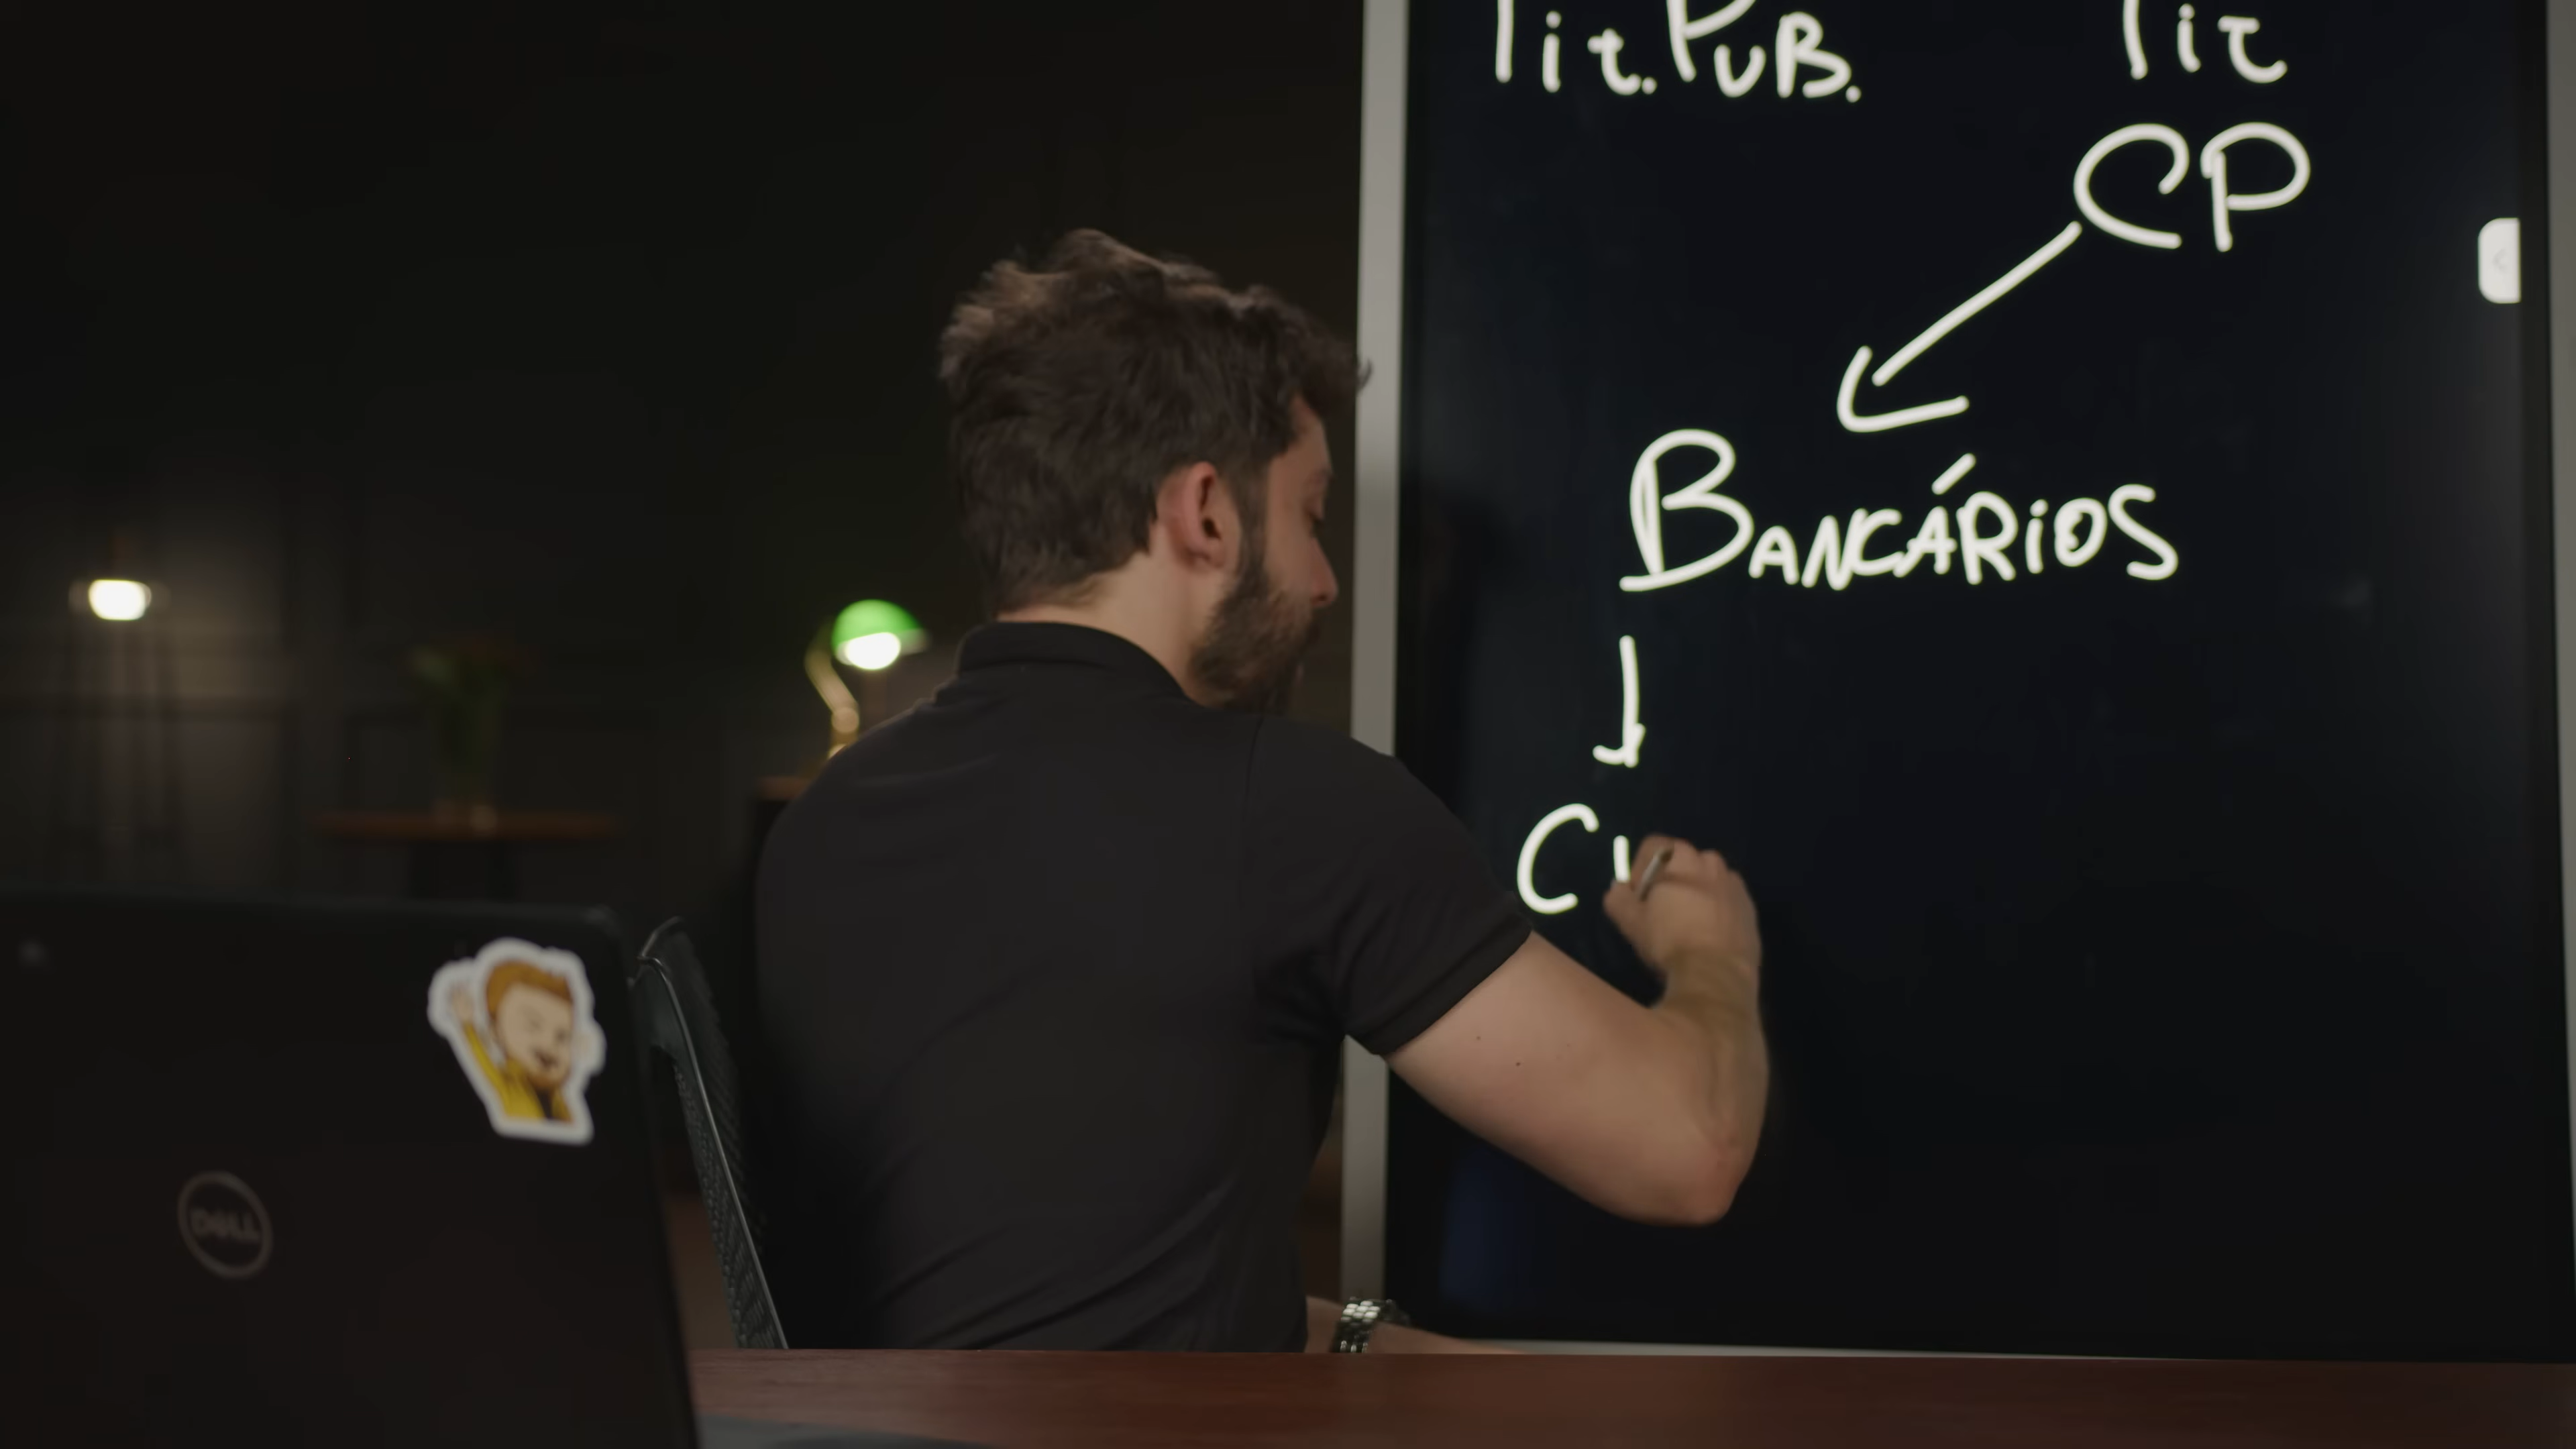 Tit. PUB.
Tit
CP
BANCÁRIOS
C
DELL